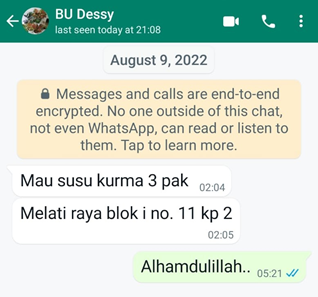 BU Dessy
last seen today at 21:08
August 9, 2022
Messages and calls are end-to-end
encrypted. No one outside of this chat,
not even WhatsApp, can read or listen to
them. Tap to learn more.
Mau susu kurma 3 pak 02:04
Melati raya blok i no. 11 kp 2
02:05
Alhamdulillah.. 05:21